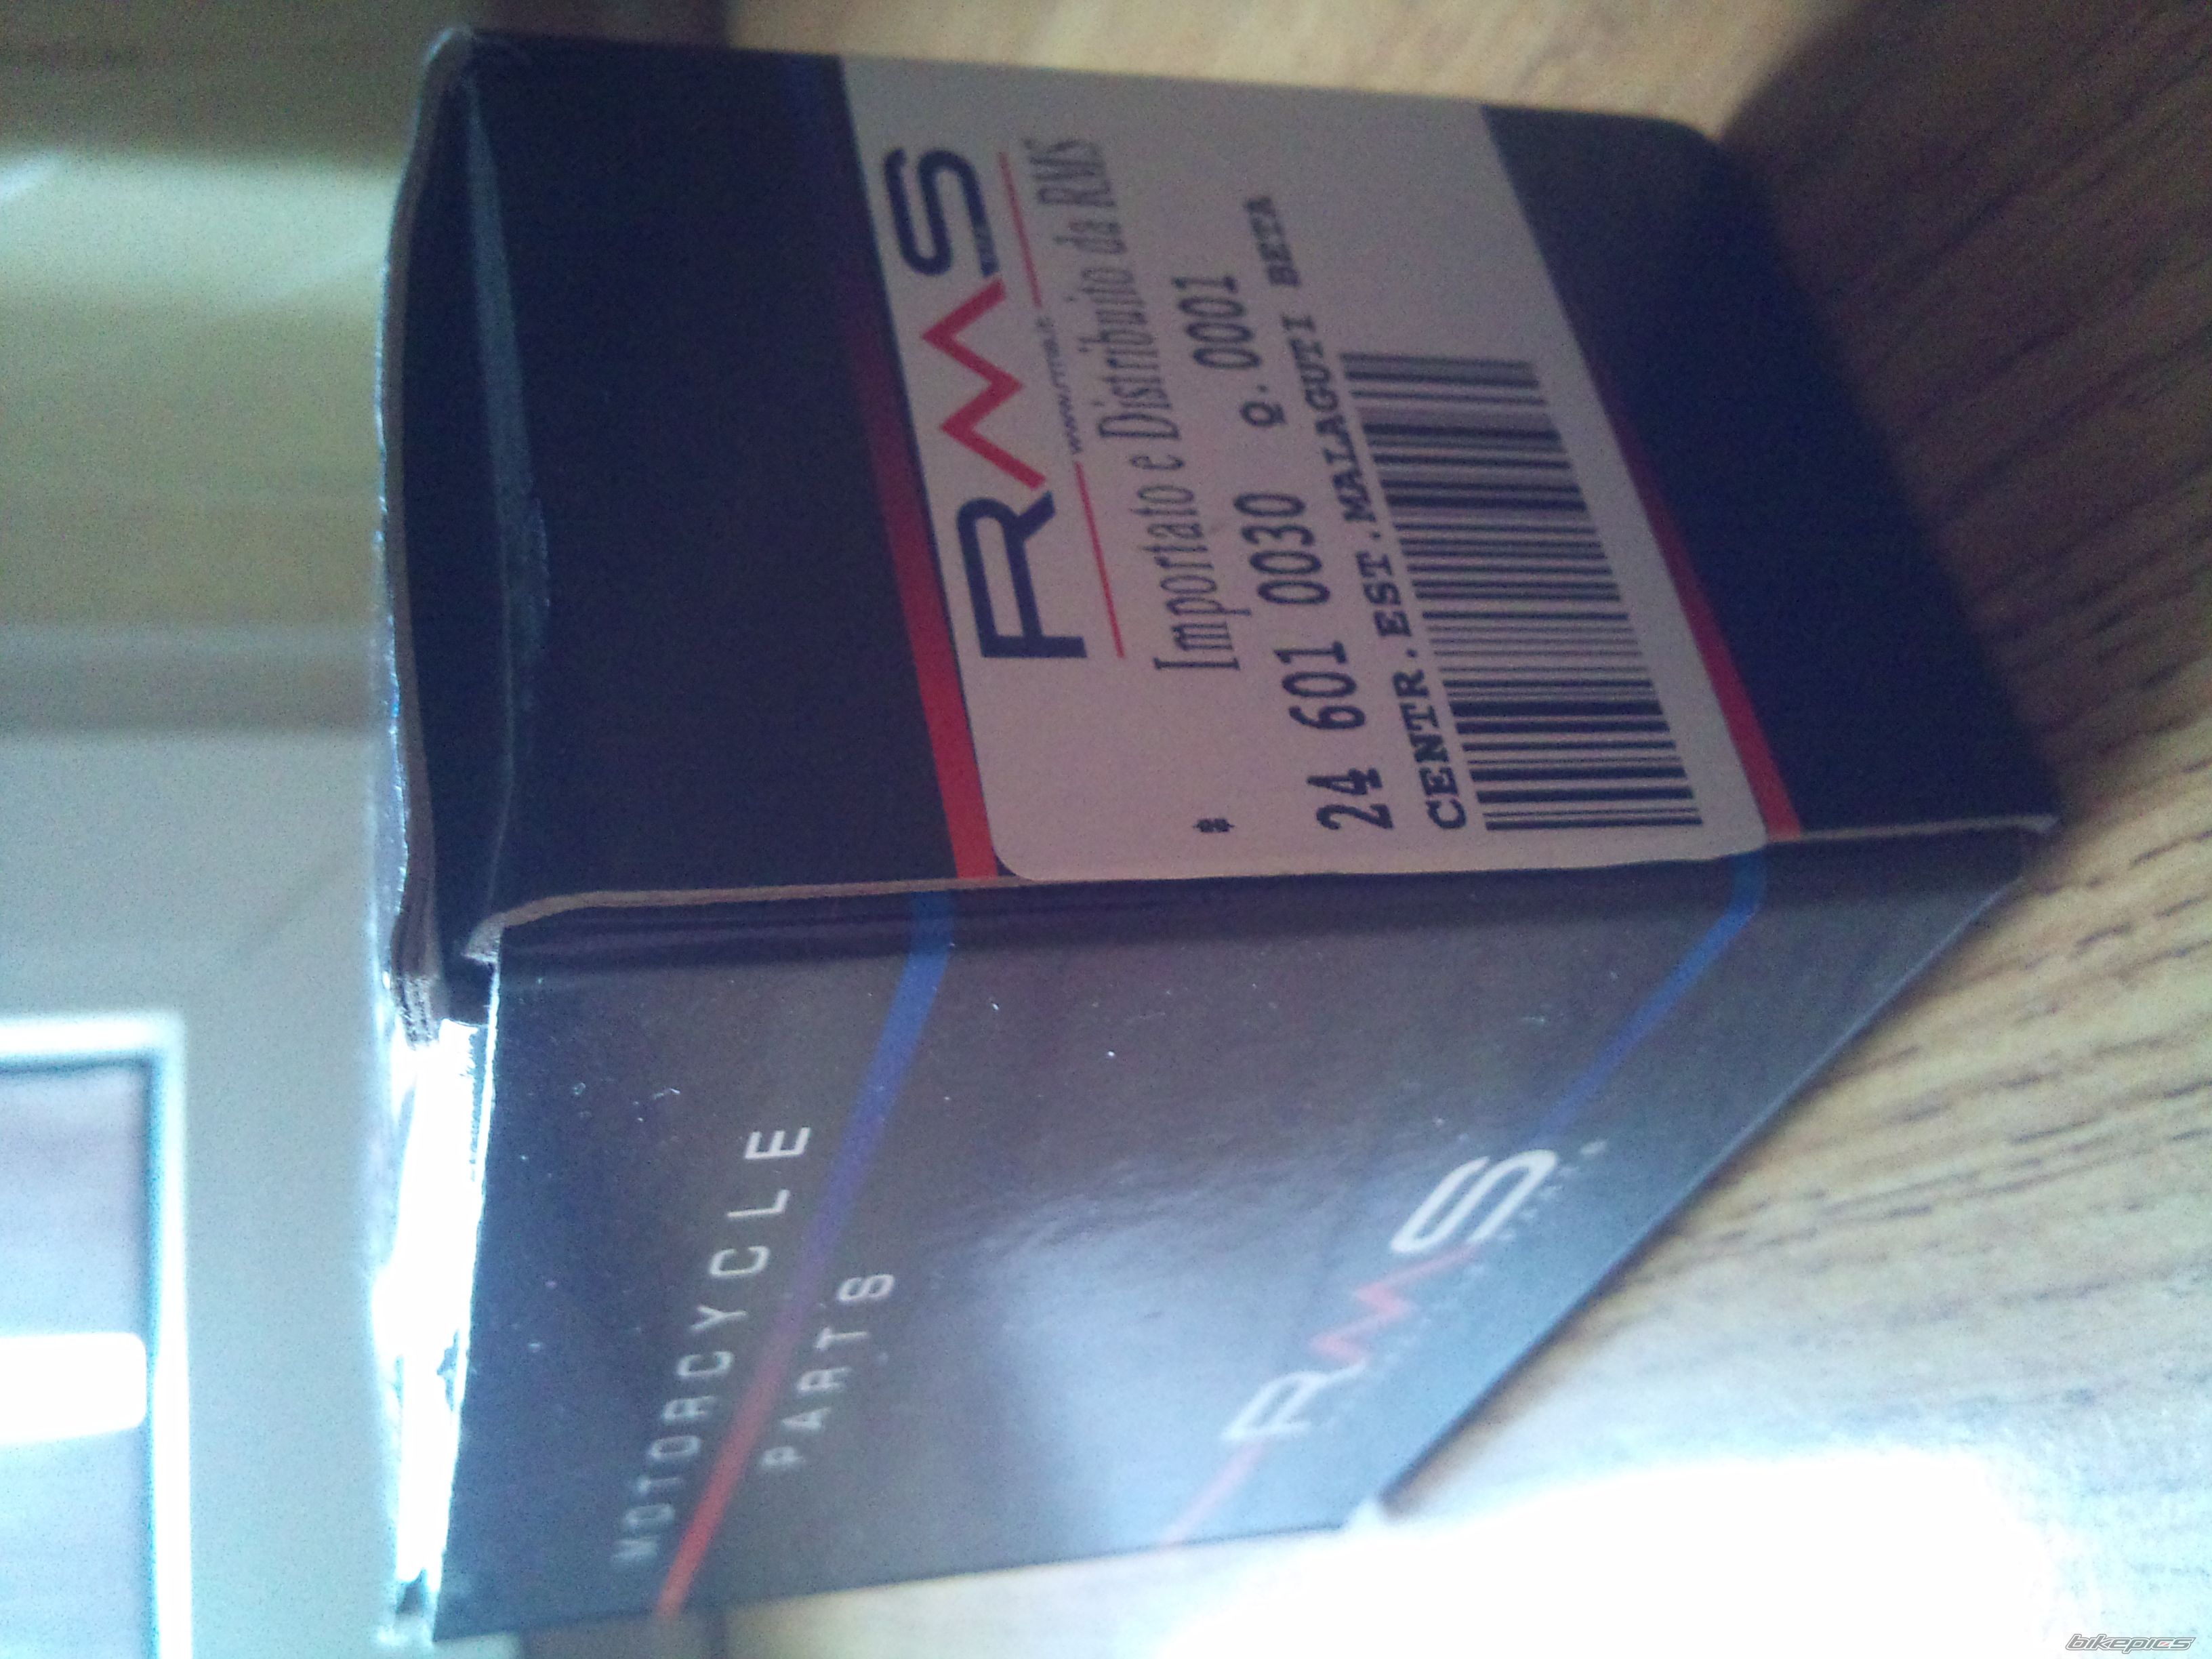 RMS
www.rms.it
Importato e Distribuito da RMS
24 601 0030 Q.0001
CENTR.EST.MALAGUTI BETA
MOTORCYCLE
PARTS
RMS
bikepics